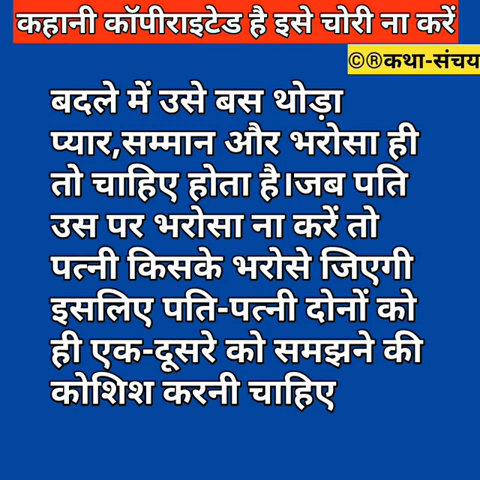 कहानी कॉपीराइटेड है इसे चोरी ना करें
©®कथा-संचय
बदले में उसे बस थोड़ा
प्यार,सम्मान और भरोसा ही
तो चाहिए होता है।जब पति
उस पर भरोसा ना करें तो
पत्नी किसके भरोसे जिएगी
इसलिए पति-पत्नी दोनों को
ही एक-दूसरे को समझने की
कोशिश करनी चाहिए